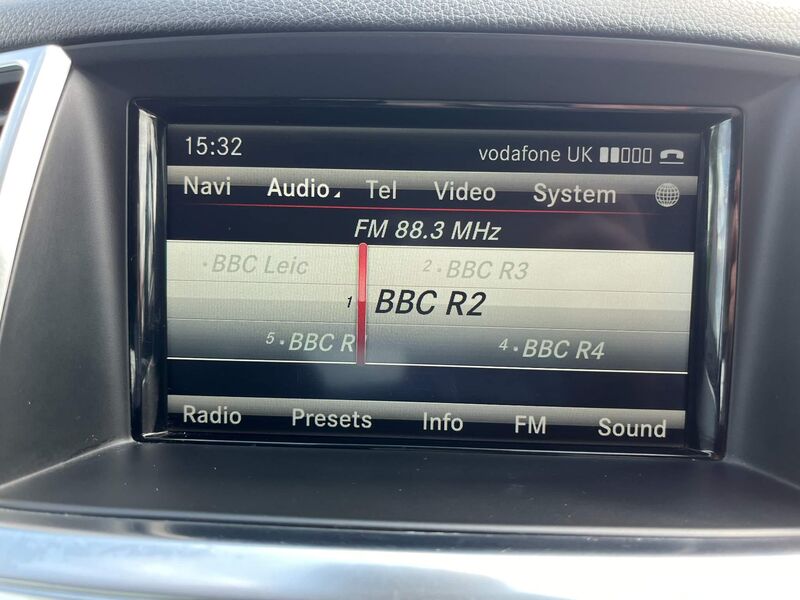 15:32 vodafone UK
Navi Audio Tel Video System
FM 88.3 MHz
·BBC Leic 2·BBC R3
1 BBC R2
5·BBC R 4·BBC R4
Radio Presets Info FM Sound